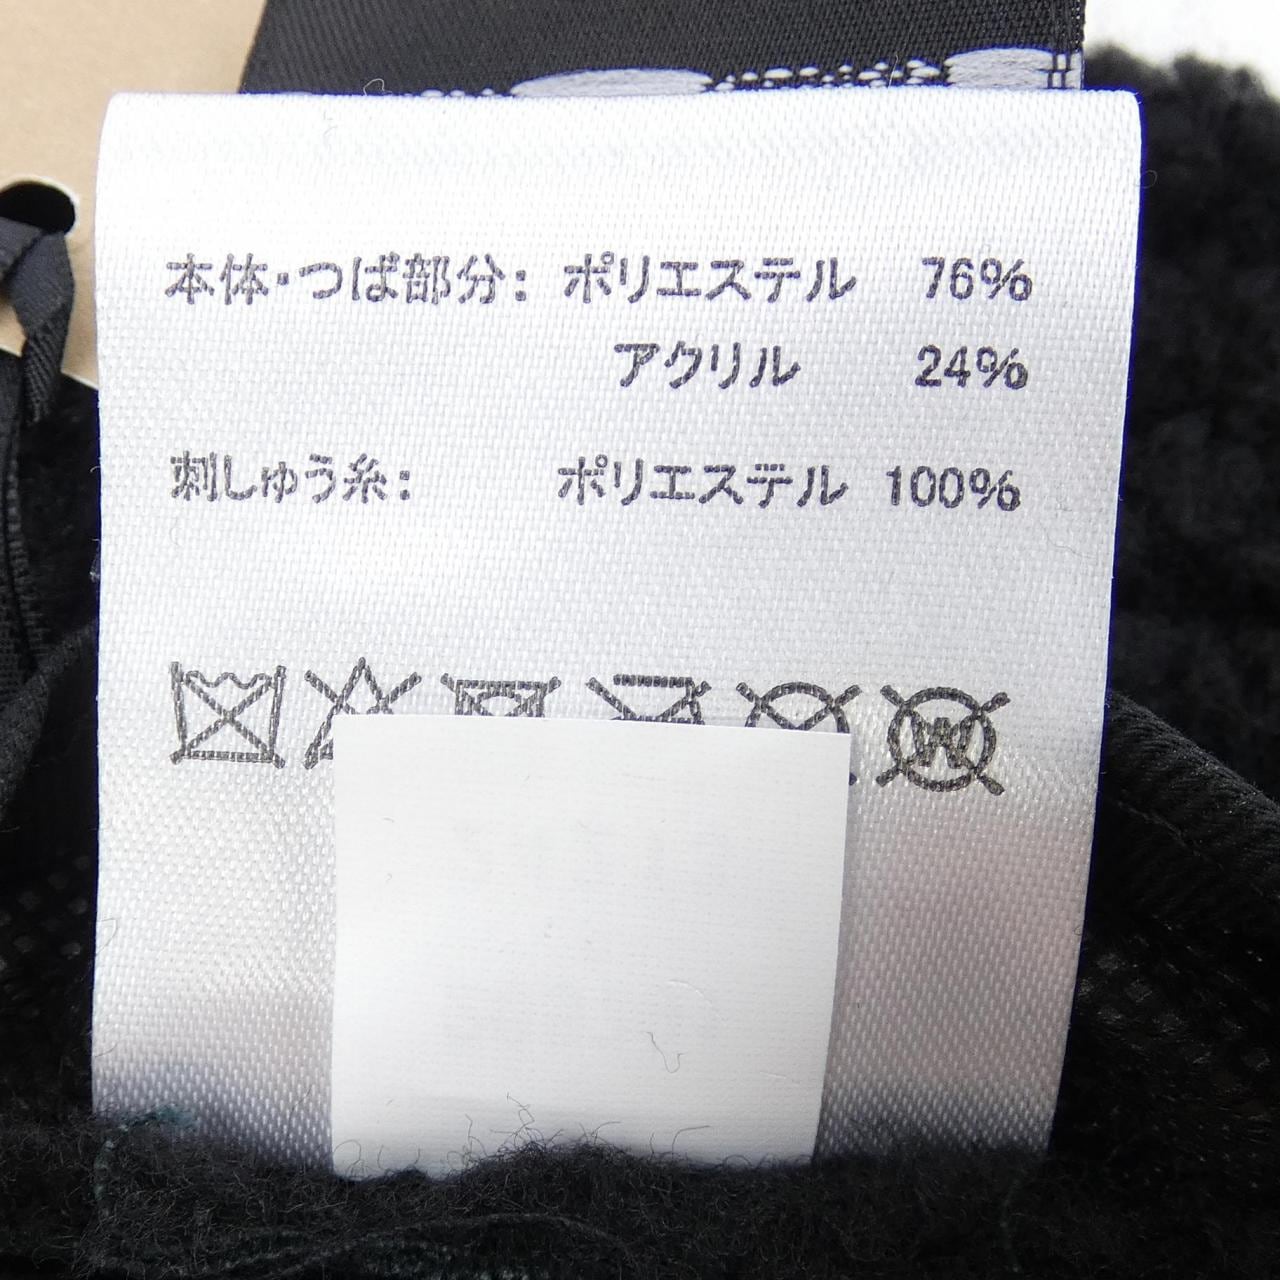 本体・つば部分： ポリエステル 76%
アクリル 24%
刺しゅう糸： ポリエステル 100%
W